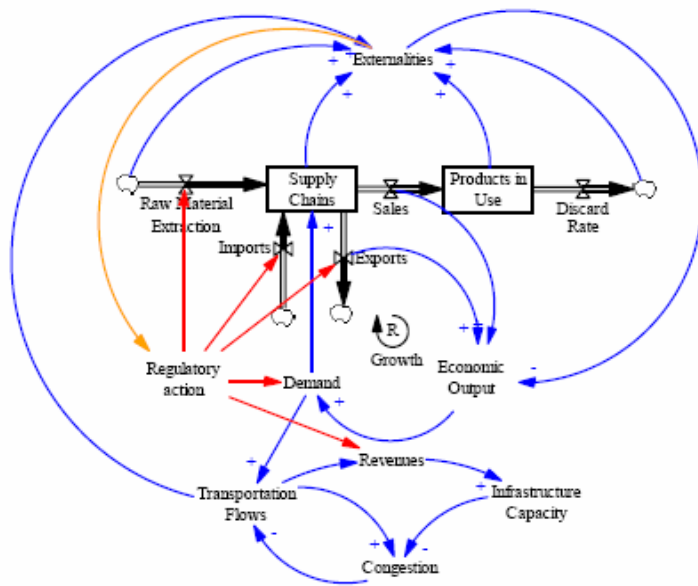 Externalities
+
+
+
+
+
+
Supply
Chains
Products in
Use
Raw Material
Extraction
Sales
Discard
Rate
+
Imports
Exports
R
Growth
+
+
Regulatory
action
Demand
Economic
Output
-
+
Revenues
+
+
Transportation
Flows
Infrastructure
Capacity
-
+
-
Congestion